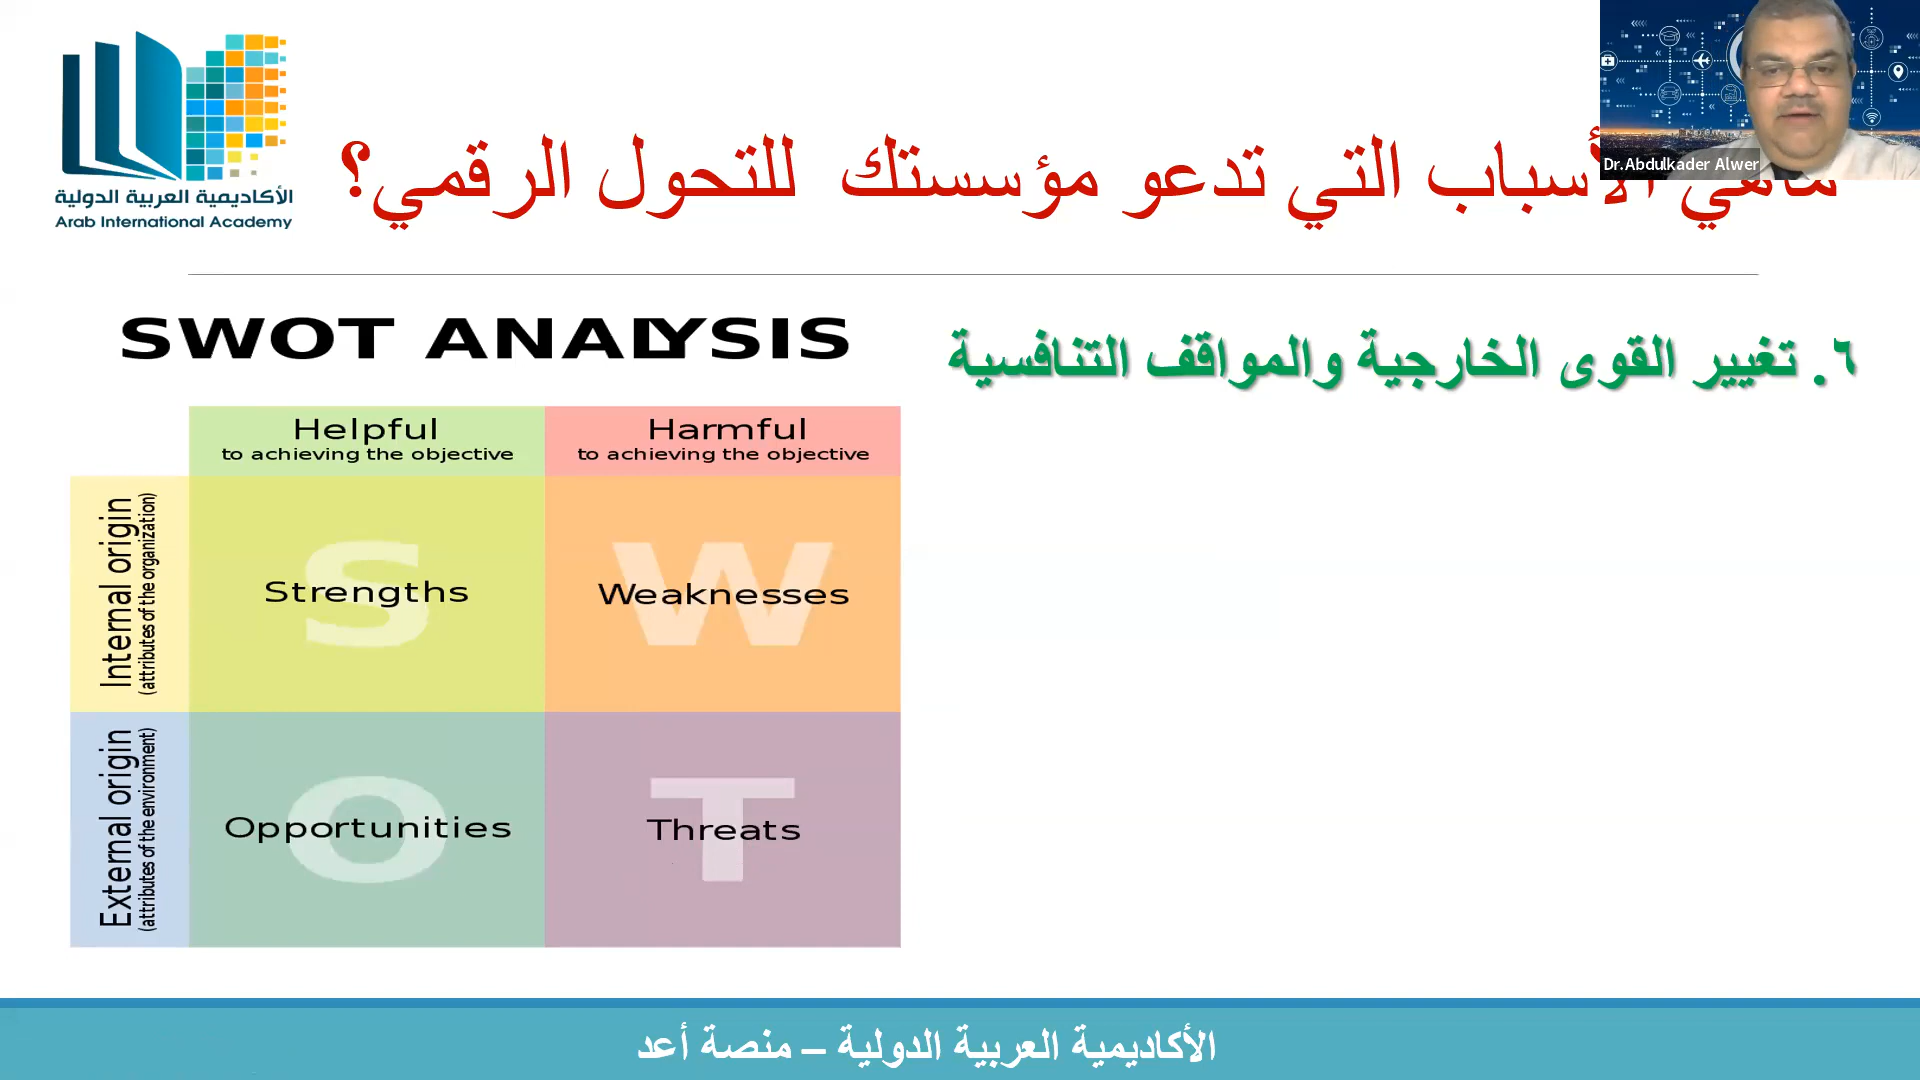 الأكاديمية العربية الدولية
Arab International Academy
Dr.Abdulkader Alwer
ماهي الأسباب التي تدعو مؤسستك للتحول الرقمي؟
٦. تغيير القوى الخارجية والمواقف التنافسية
SWOT ANALYSIS
Helpful
to achieving the objective
Harmful
to achieving the objective
Internal origin
(attributes of the organization)
S
Strengths
W
Weaknesses
External origin
(attributes of the environment)
O
Opportunities
T
Threats
الأكاديمية العربية الدولية – منصة أعد